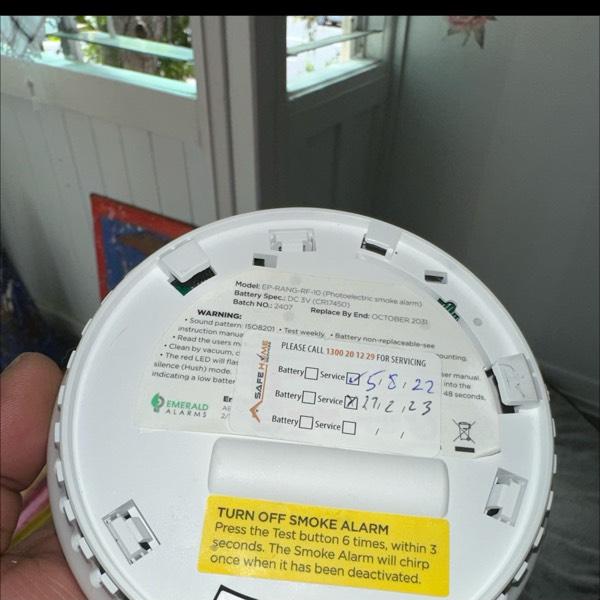 Model: EP-RANG-RF-10 (Photoelectric smoke alarm)
Battery Spec.: DC 3V (CR17450)
Batch NO.: 2407 Replace By End: OCTOBER 2031
WARNING:
• Sound pattern: ISO8201 • Test weekly. • Battery non-replaceable-see
instruction
• Read the users
• Clean by vacuum,
• The red LED will
silence (Hush) mode.
indicating a low
mounting.
user manual.
into the
48 seconds,
EMERALD
ALARMS
SAFE HOME
PLEASE CALL 1300 20 12 29 FOR SERVICING
Battery Service 5, 8, 22
Battery Service 27, 2, 23
Battery Service , ,
TURN OFF SMOKE ALARM
Press the Test button 6 times, within 3
seconds. The Smoke Alarm will chirp
once when it has been deactivated.